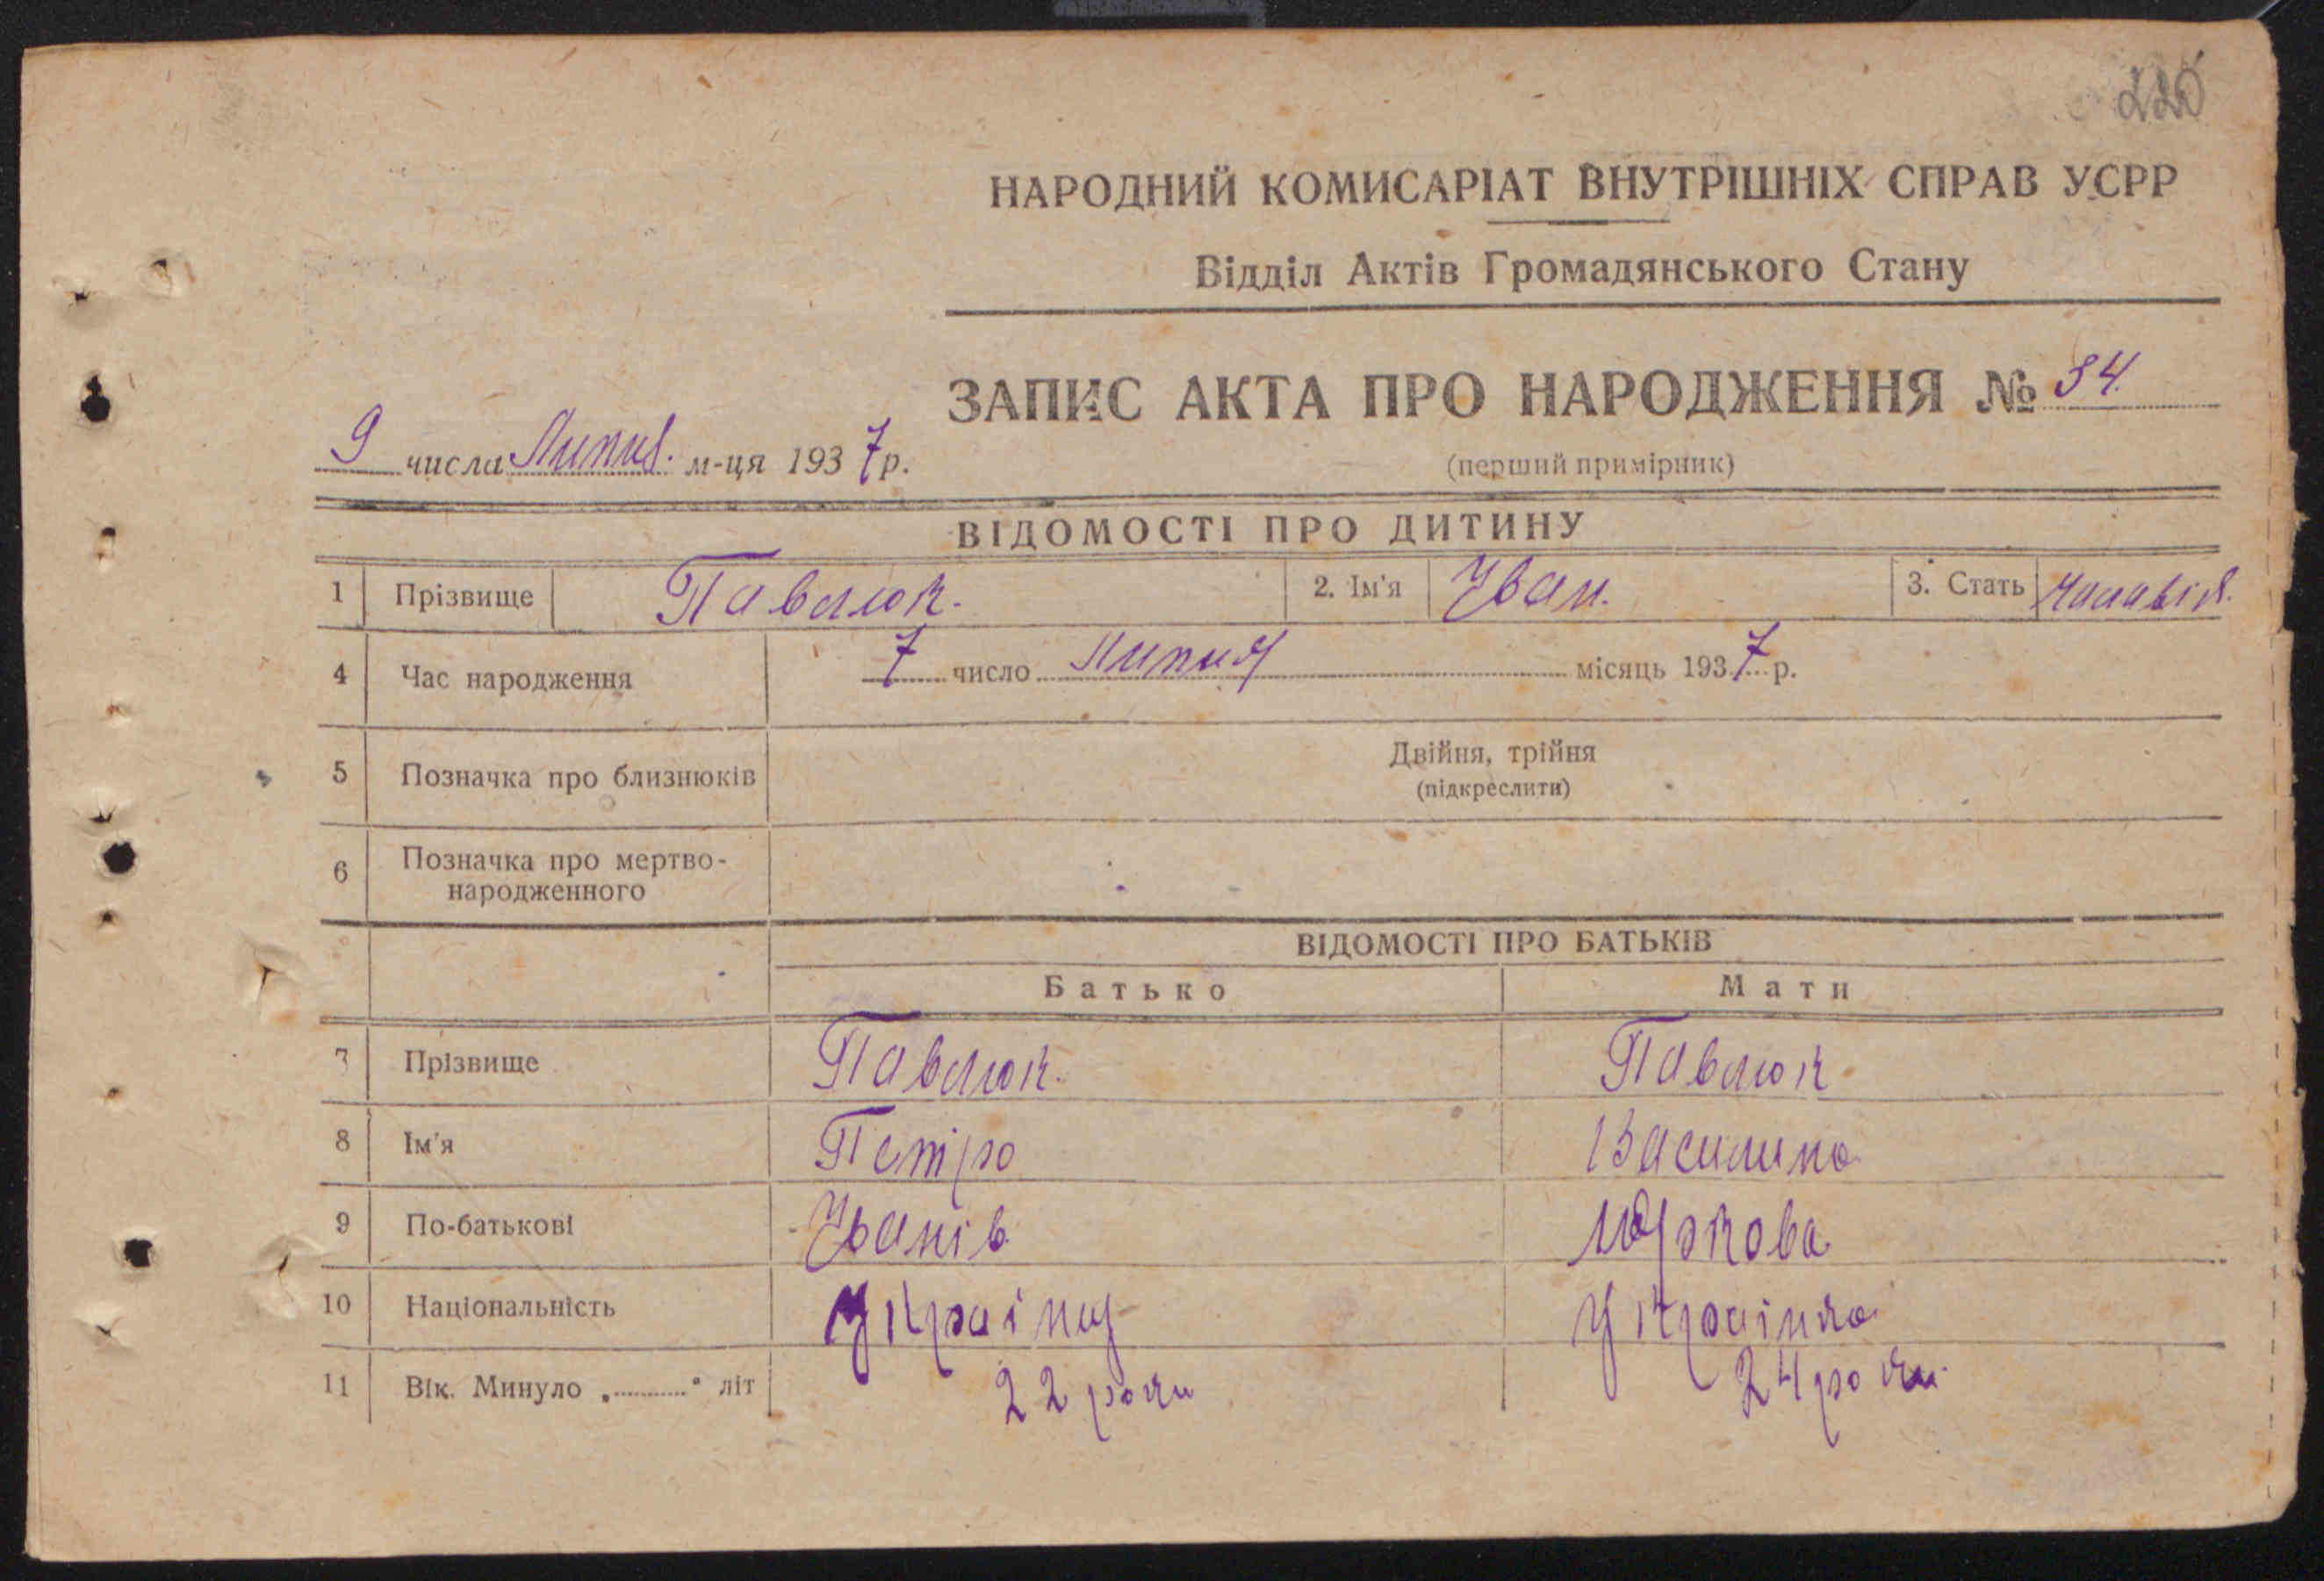 220
НАРОДНИЙ КОМИСАРІАТ ВНУТРІШНІХ СПРАВ УСРР
Відділ Актів Громадянського Стану
ЗАПИС АКТА ПРО НАРОДЖЕННЯ № 34.
9 числа Липня. м-ця 1937 р.
(перший примірник)
ВІДОМОСТІ ПРО ДИТИНУ
1 Прізвище Павлюк. 2. Ім'я Іван. 3. Стать
4 Час народження 7 число Липня місяць 1937 р.
5 Позначка про близнюків Двійня, трійня
(підкреслити)
6 Позначка про мертво-
народженного
ВІДОМОСТІ ПРО БАТЬКІВ
Батько Мати
7 Прізвище Павлюк. Павлюк.
8 Ім'я Петро Василина
9 По-батькові Іванів
10 Національність Україну Українка
11 Вік. Минуло „ “ літ 22 роки 24 роки